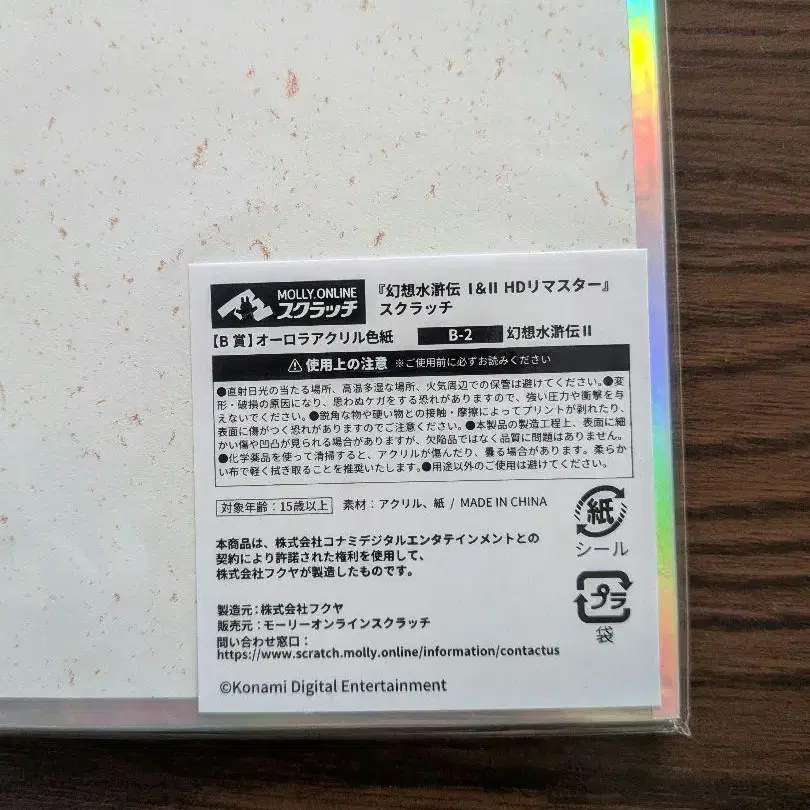 MOLLY.ONLINE
スクラッチ
『幻想水滸伝 I&II HDリマスター』
スクラッチ
【B 賞】オーロラアクリル色紙 B-2 幻想水滸伝II
⚠ 使用上の注意 ※ご使用前に必ずお読みください
●直射日光の当たる場所、高温多湿な場所、火気周辺での保管は避けてください。●変
形・破損の原因になり、思わぬケガをする恐れがありますので、強い圧力や衝撃を与
えないでください。●鋭角な物や硬い物との接触・摩擦によってプリントが剥れたり、
表面に傷がつく恐れがありますのでご注意ください。●本製品の製造工程上、表面に細
かい傷や凹凸が見られる場合がありますが、欠陥品ではなく品質に問題はありません。
●化学薬品を使って清掃すると、アクリルが傷んだり、曇る場合があります。柔らか
い布で軽く拭き取ることを推奨いたします。●用途以外のご使用は避けてください。
対象年齢：15歳以上 素材：アクリル、紙 / MADE IN CHINA
紙
シール
本商品は、株式会社コナミデジタルエンタテインメントとの
契約により許諾された権利を使用して、
株式会社フクヤが製造したものです。
プラ
袋
製造元：株式会社フクヤ
販売元：モーリーオンラインスクラッチ
問い合わせ窓口：
https://www.scratch.molly.online/information/contactus
©Konami Digital Entertainment